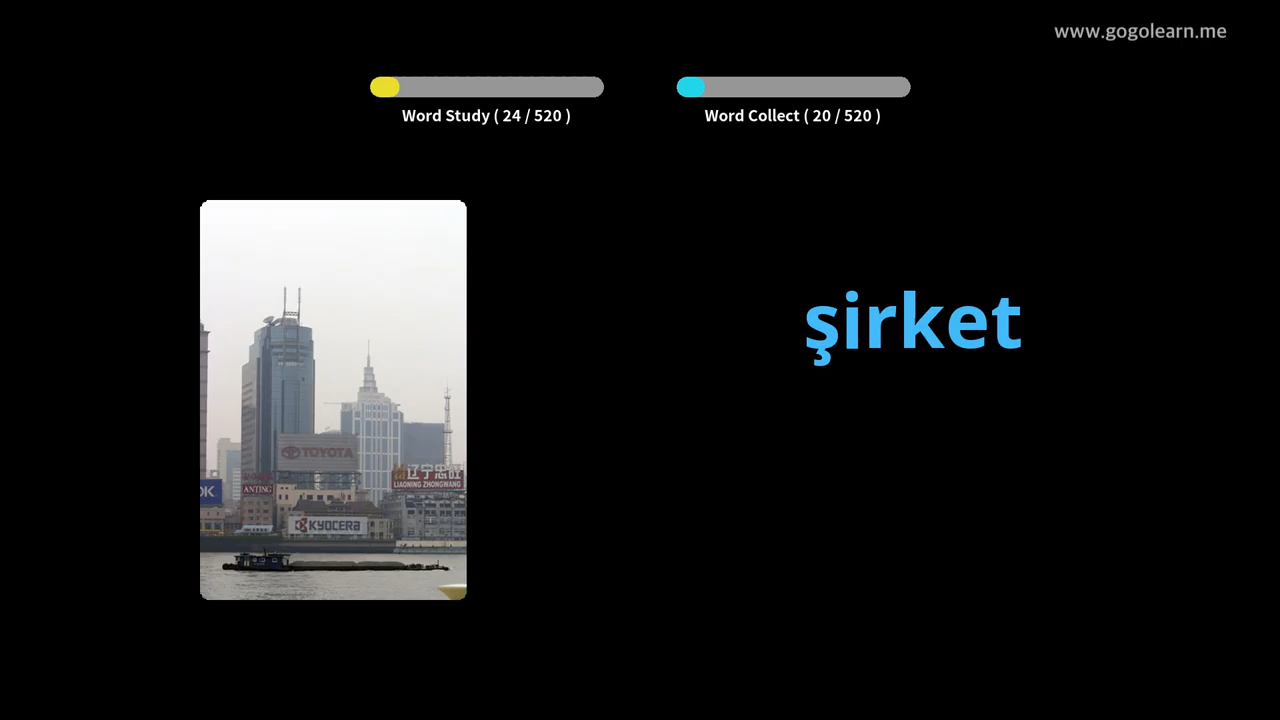 www.gogolearn.me
Word Study ( 24 / 520 )
Word Collect ( 20 / 520 )
şirket
TOYOTA
辽宁忠旺
LIAONING ZHONGWANG
OK
ANTING
KYOCERA